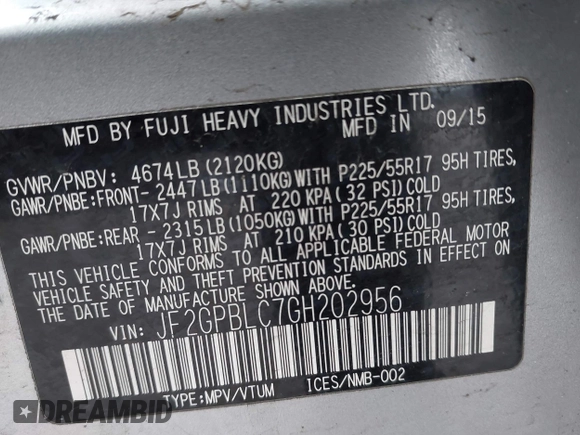 MFD BY FUJI HEAVY INDUSTRIES LTD.
MFD IN 09/15
GVWR/PNBV: 4674LB(2120KG)
GAWR/PNBE:FRONT-2447LB(1110KG)WITH P225/55R17 95H TIRES,
17X7J RIMS AT 220 KPA(32 PSI)COLD
GAWR/PNBE:REAR -2315LB(1050KG)WITH P225/55R17 95H TIRES,
17X7J RIMS AT 210 KPA(30 PSI)COLD
THIS VEHICLE CONFORMS TO ALL APPLICABLE FEDERAL MOTOR
VEHICLE SAFETY AND THEFT PREVENTION STANDARDS IN EFFECT ON
THE DATE OF MANUFACTURE SHOWN ABOVE.
VIN: JF2GPBLC7GH202956
TYPE:MPV/VTUM ICES/NMB-002
DREAMBID